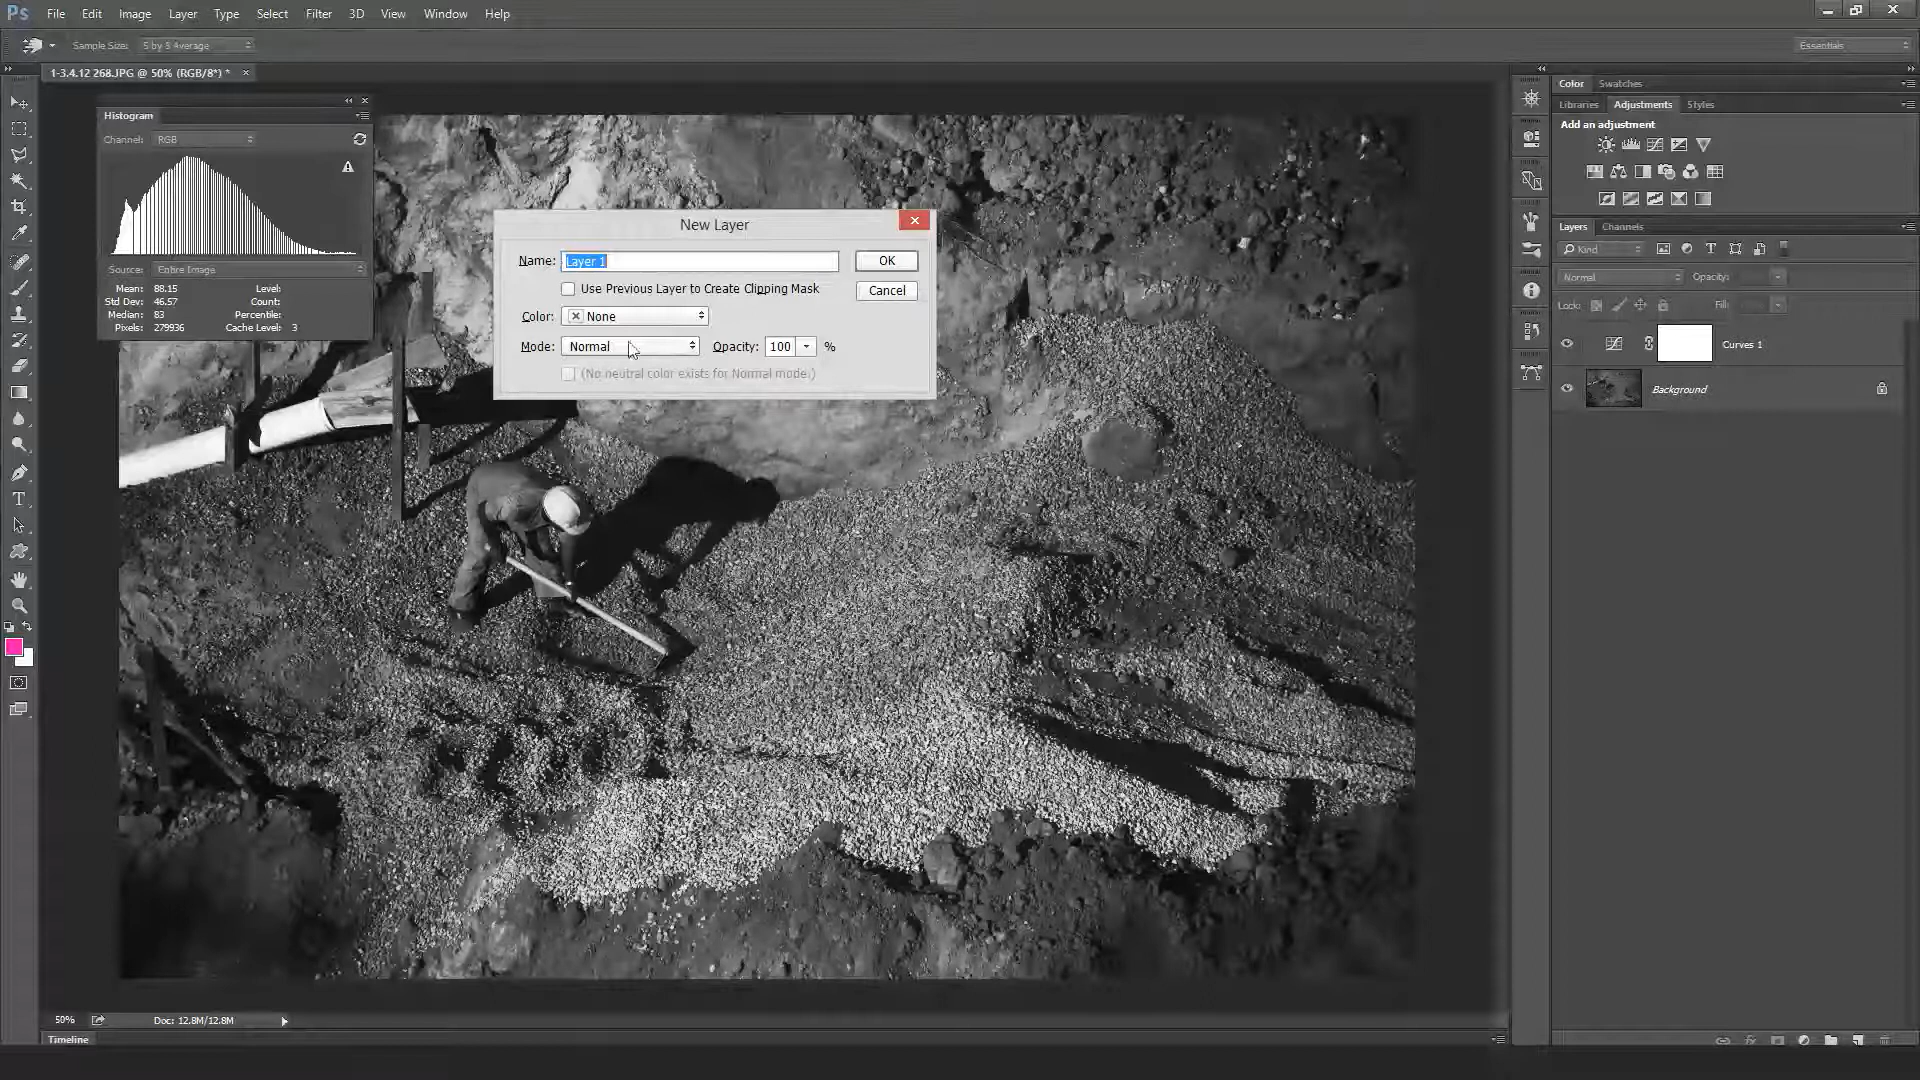 Ps File Edit Image Layer Type Select Filter 3D View Window Help
Sample Size: 5 by 5 Average Essentials
1-3.4.12 268.JPG @ 50% (RGB/8*) * ×
Histogram
Channel: RGB
Source: Entire Image
Mean: 88.15 Level:
Std Dev: 46.57 Count:
Median: 83 Percentile:
Pixels: 279936 Cache Level: 3
New Layer
Name: Layer 1 OK
Use Previous Layer to Create Clipping Mask Cancel
Color: None
Mode: Normal Opacity: 100 %
(No neutral color exists for Normal mode.)
Color Swatches
Libraries Adjustments Styles
Add an adjustment
Layers Channels
Kind
Normal Opacity:
Lock: Fill:
Curves 1
Background
50% Doc: 12.8M/12.8M
Timeline